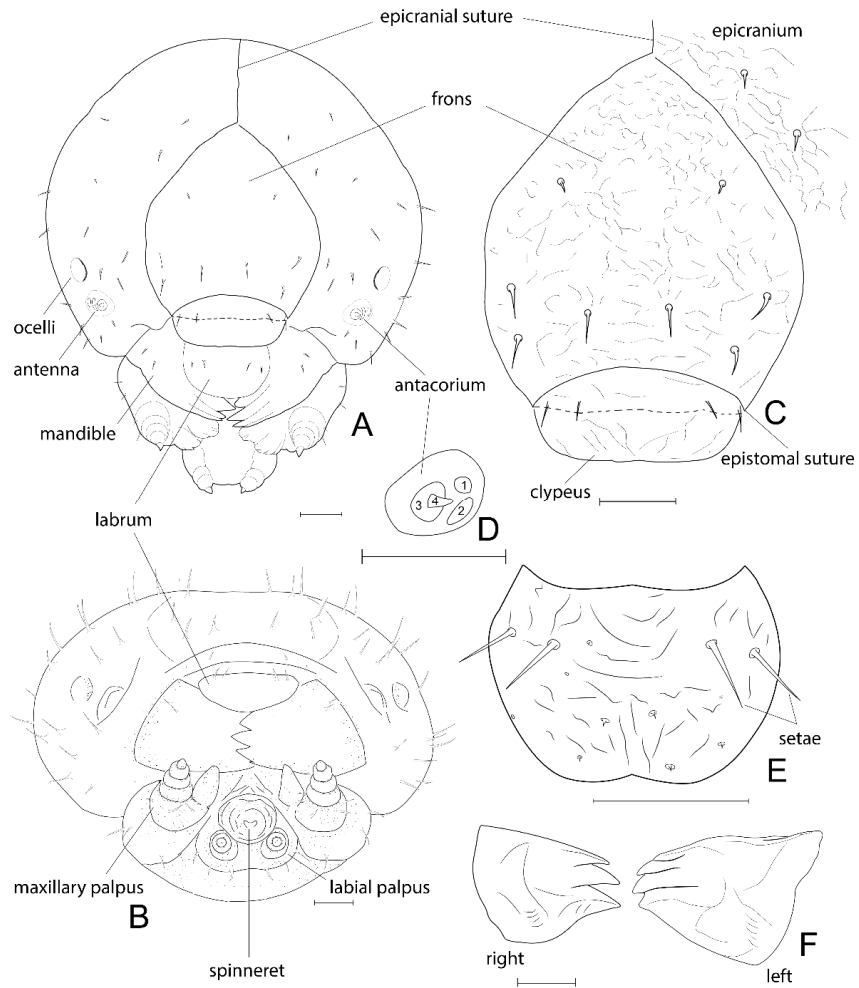 epicranial suture
epicranium
frons
ocelli
antenna
antacorium
mandible
A
C
epistomal suture
clypeus
labrum
1
2
3
4
D
setae
E
maxillary palpus
labial palpus
B
spinneret
right
left
F